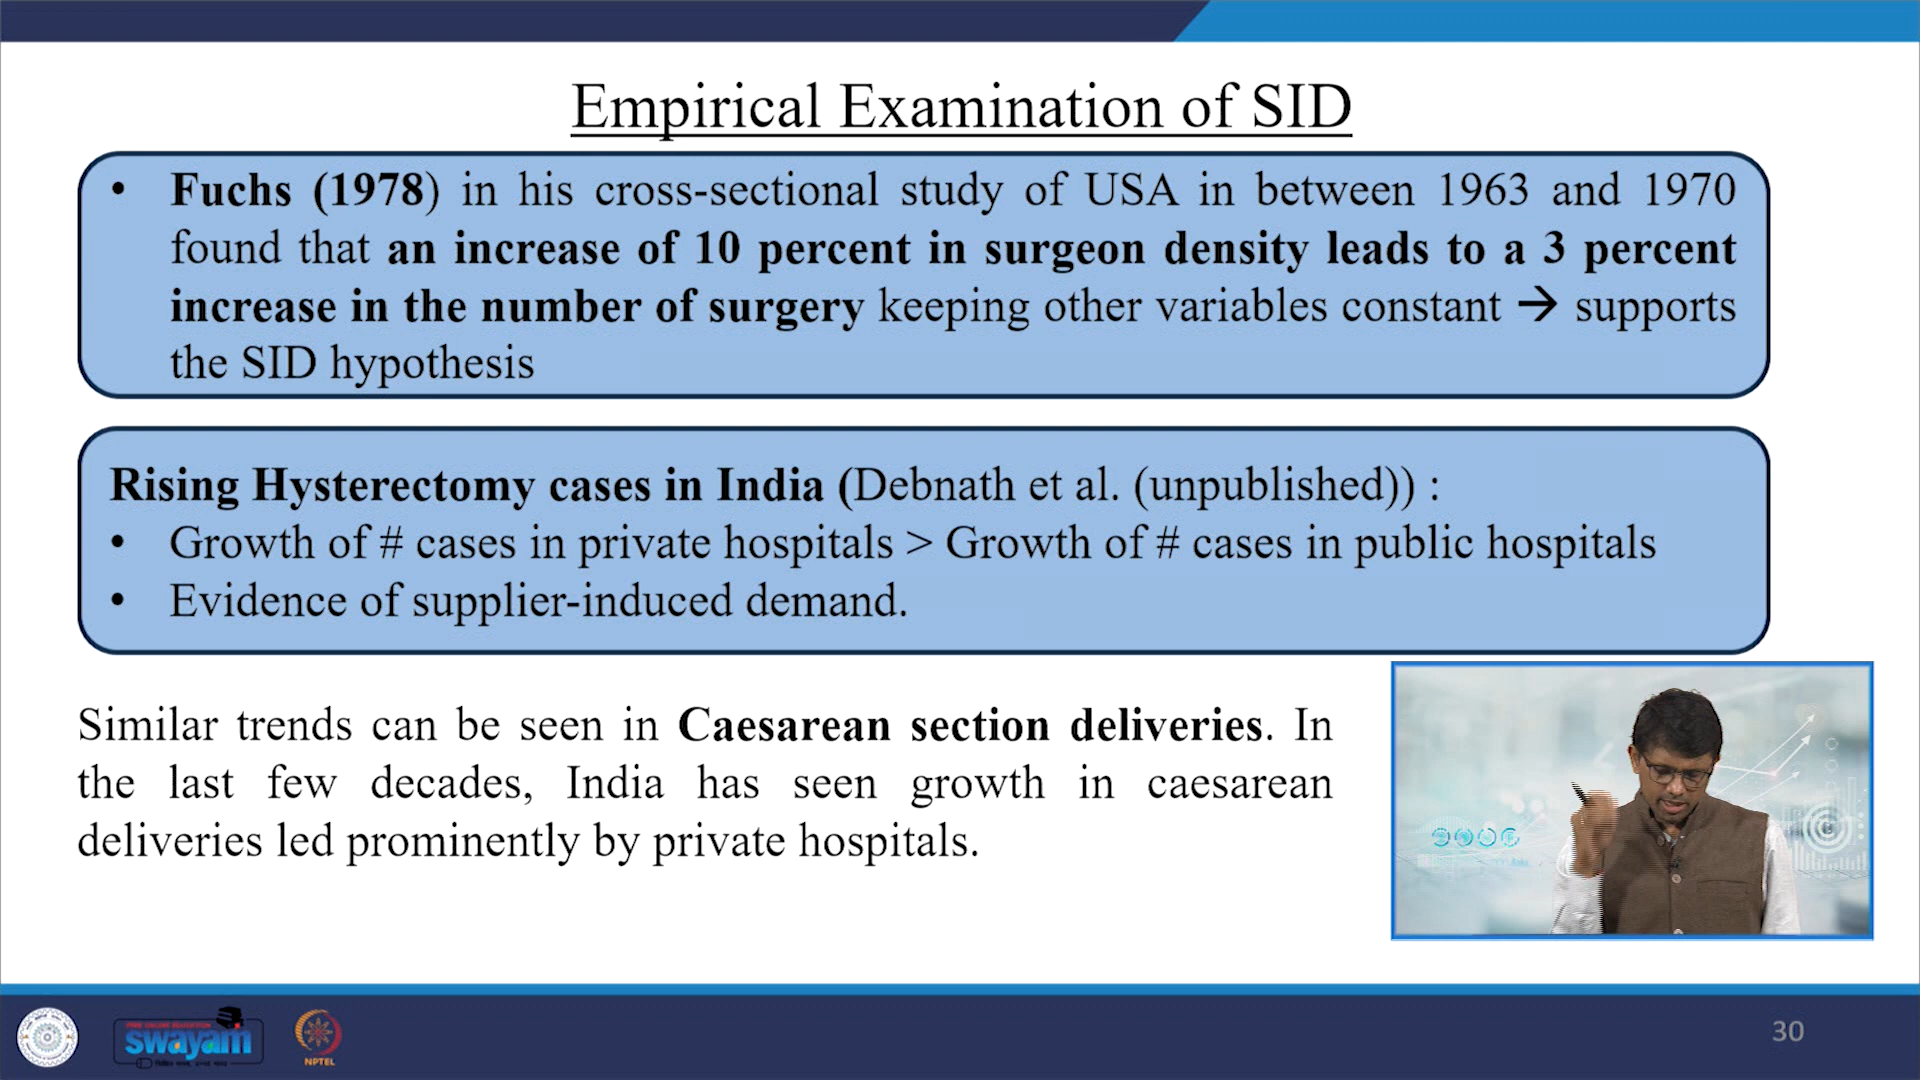 Empirical Examination of SID
• Fuchs (1978) in his cross-sectional study of USA in between 1963 and 1970
found that an increase of 10 percent in surgeon density leads to a 3 percent
increase in the number of surgery keeping other variables constant → supports
the SID hypothesis
Rising Hysterectomy cases in India (Debnath et al. (unpublished)) :
• Growth of # cases in private hospitals > Growth of # cases in public hospitals
• Evidence of supplier-induced demand.
Similar trends can be seen in Caesarean section deliveries. In
the last few decades, India has seen growth in caesarean
deliveries led prominently by private hospitals.
FREE ONLINE EDUCATION
swayam
NPTEL
30